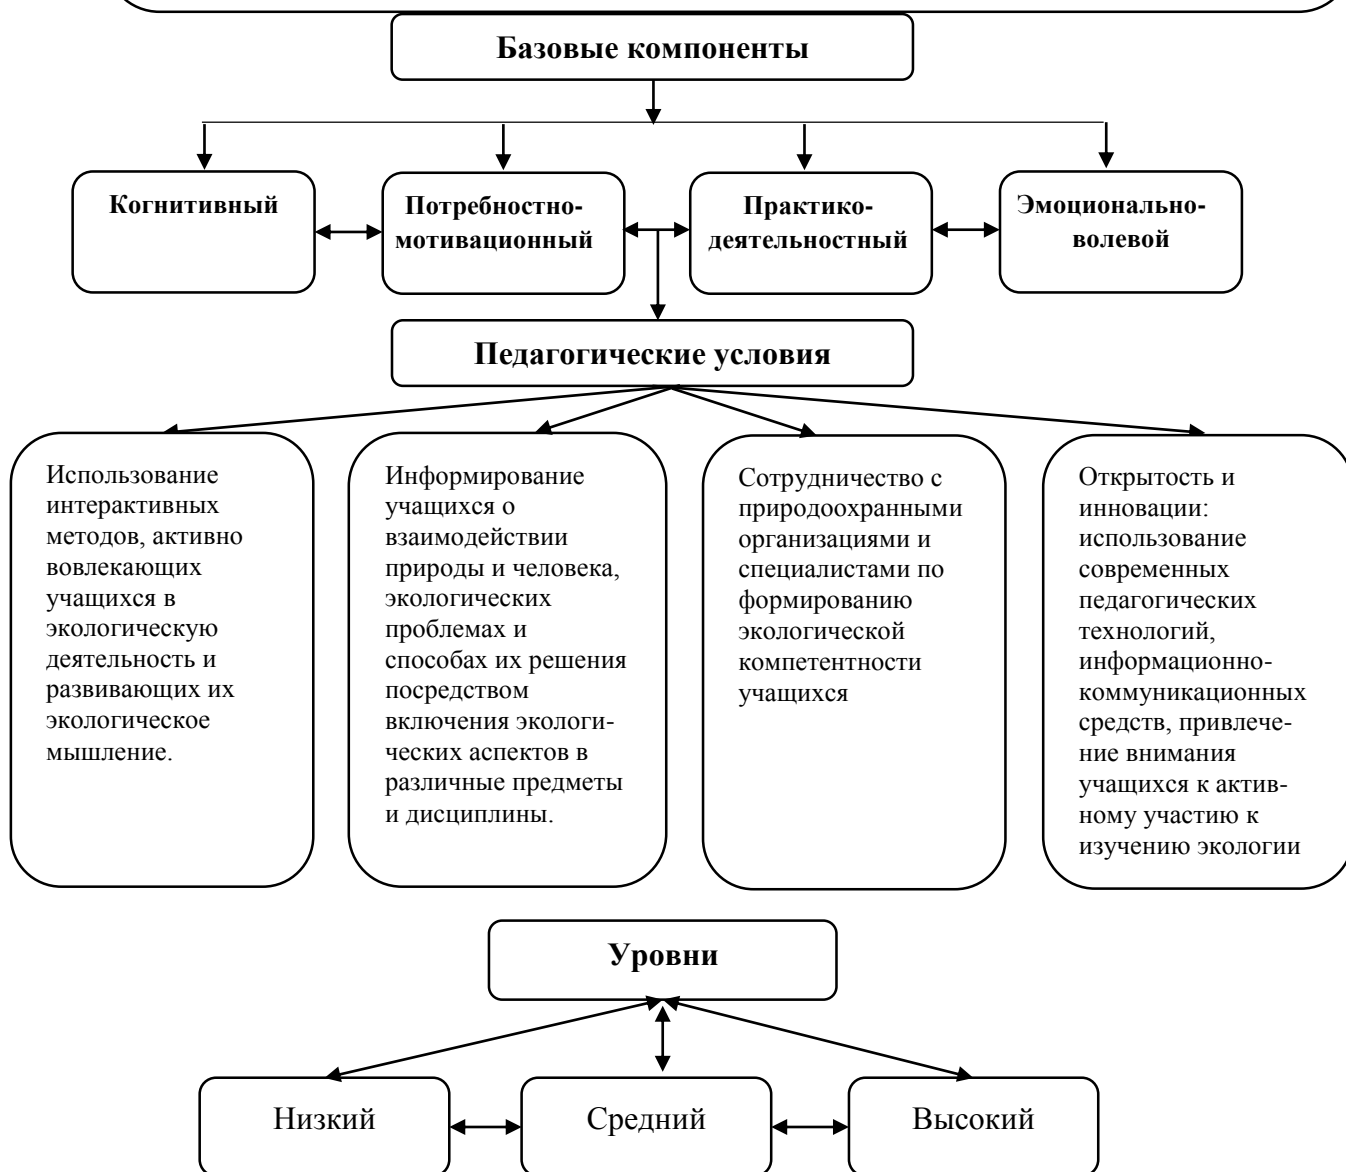 Базовые компоненты
Когнитивный
Потребностно-
мотивационный
Практико-
деятельностный
Эмоционально-
волевой
Педагогические условия
Использование
интерактивных
методов, активно
вовлекающих
учащихся в
экологическую
деятельность и
развивающих их
экологическое
мышление.
Информирование
учащихся о
взаимодействии
природы и человека,
экологических
проблемах и
способах их решения
посредством
включения экологи-
ческих аспектов в
различные предметы
и дисциплины.
Сотрудничество с
природоохранными
организациями и
специалистами по
формированию
экологической
компетентности
учащихся
Открытость и
инновации:
использование
современных
педагогических
технологий,
информационно-
коммуникационных
средств, привлече-
ние внимания
учащихся к актив-
ному участию к
изучению экологии
Уровни
Низкий
Средний
Высокий